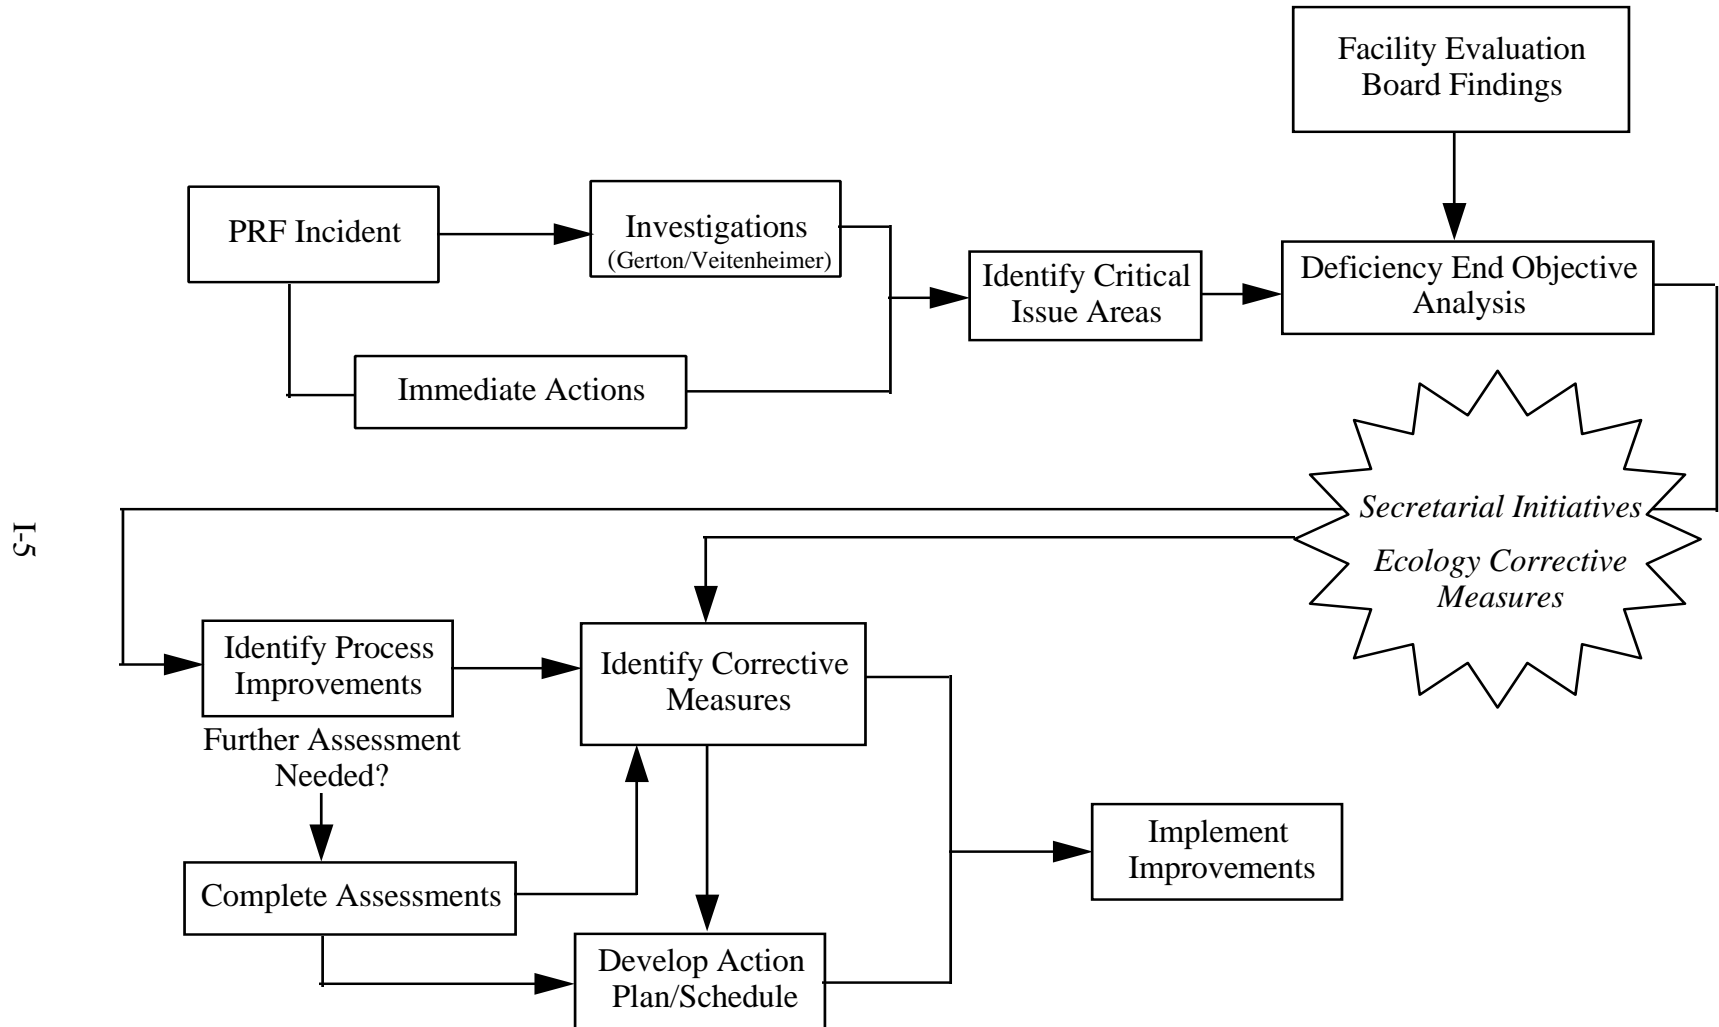 Facility Evaluation
Board Findings
PRF Incident
Investigations
(Gerton/Veitenheimer)
Identify Critical
Issue Areas
Deficiency End Objective
Analysis
Immediate Actions
Secretarial Initiatives
Ecology Corrective
Measures
I-5
Identify Process
Improvements
Identify Corrective
Measures
Further Assessment
Needed?
Complete Assessments
Implement
Improvements
Develop Action
Plan/Schedule